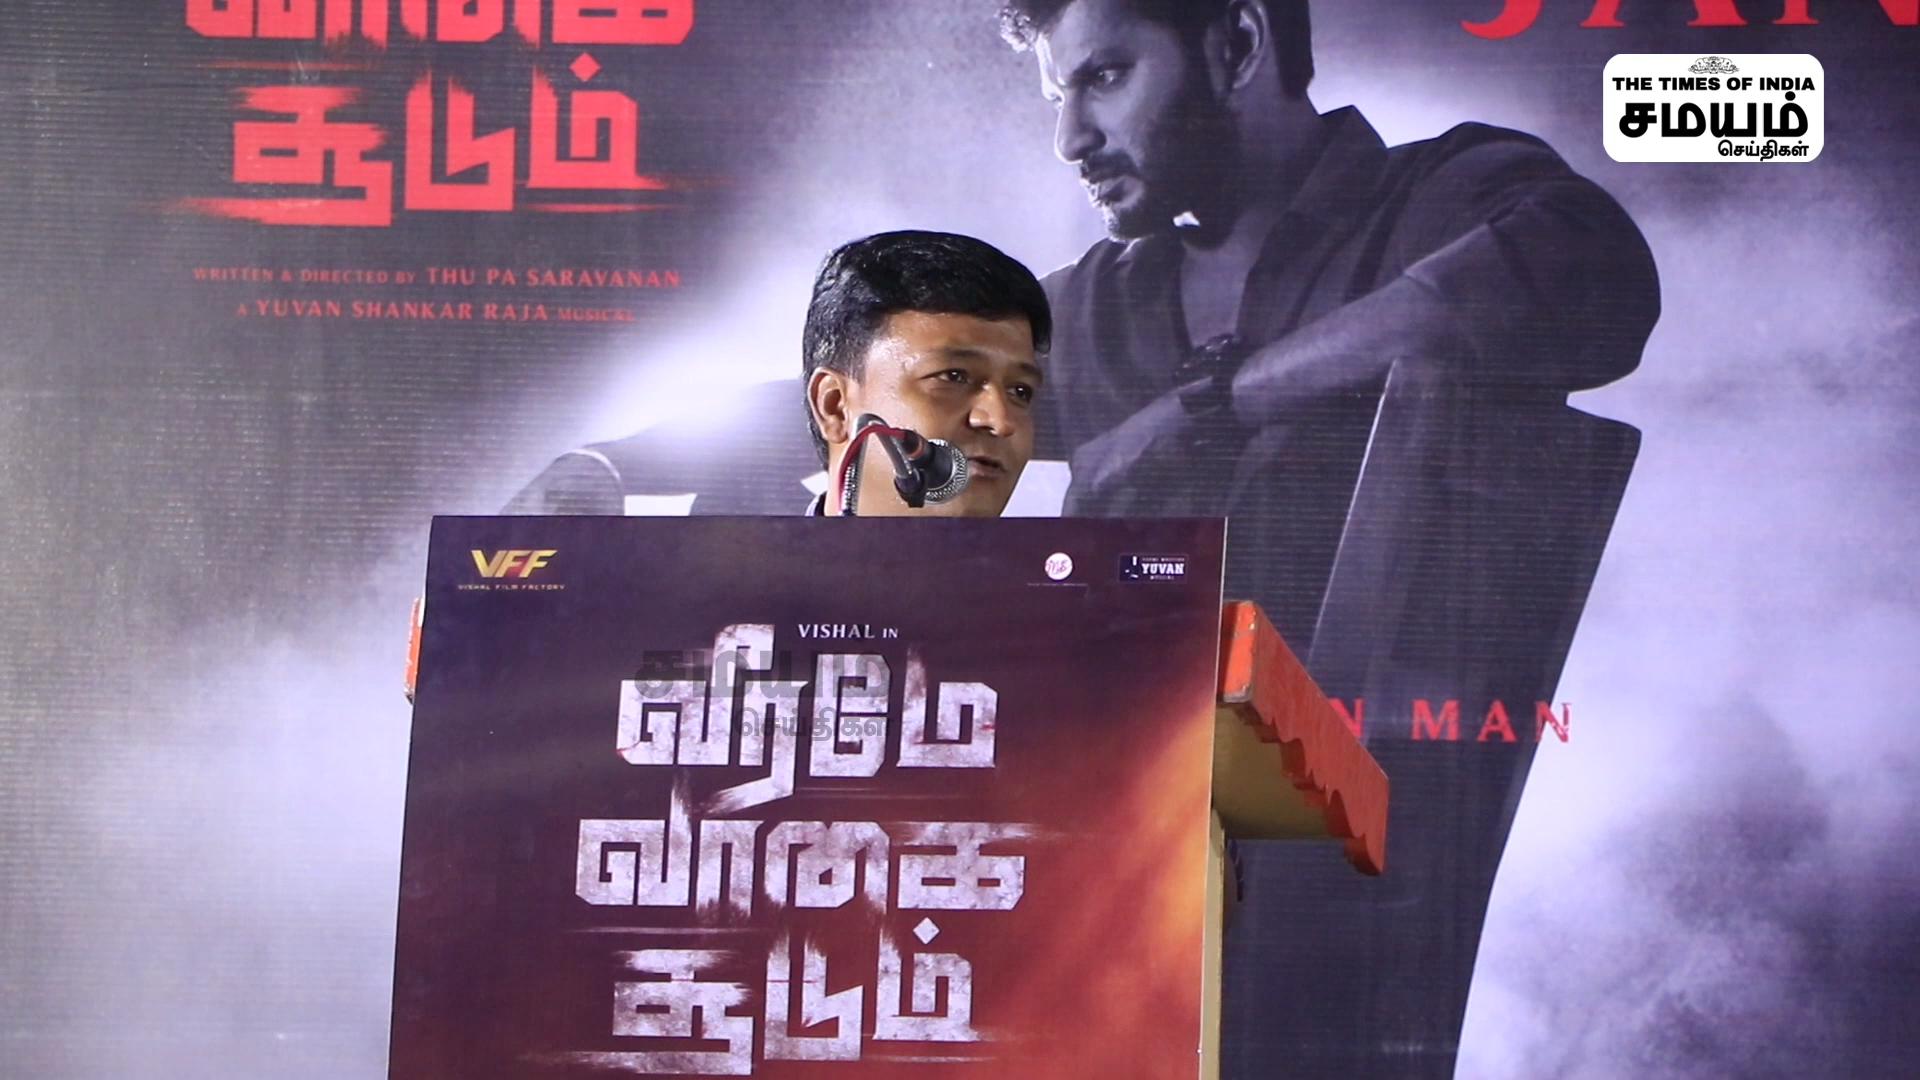 வாகை
சூடும்
WRITTEN & DIRECTED BY THU PA SARAVANAN
A YUVAN SHANKAR RAJA MUSICAL
JAN
THE TIMES OF INDIA
சமயம்
செய்திகள்
N MAN
VFF
VISHAL FILM FACTORY
YUVAN
VISHAL IN
வீரமே
வாகை
சூடும்
சமயம்
செய்திகள்